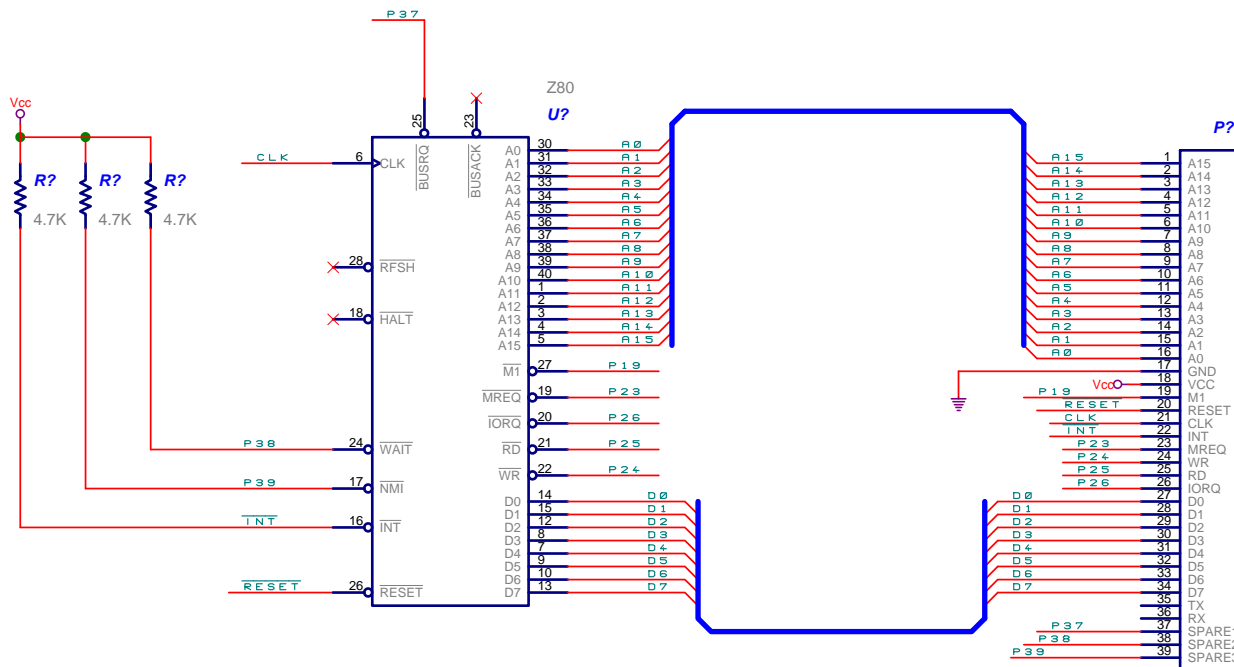 P37
Z80
U?
P?
Vcc
25
23
BUSRQ
BUSACK
6
CLK
CLK
R?
R?
R?
4.7K
4.7K
4.7K
28
RFSH
18
HALT
P38
24
WAIT
P39
17
NMI
INT
16
INT
RESET
26
RESET
A0 30 A0
A1 31 A1
A2 32 A2
A3 33 A3
A4 34 A4
A5 35 A5
A6 36 A6
A7 37 A7
A8 38 A8
A9 39 A9
A10 40 A10
A11 1 A11
A12 2 A12
A13 3 A13
A14 4 A14
A15 5 A15
M1 27 P19
MREQ 19 P23
IORQ 20 P26
RD 21 P25
WR 22 P24
D0 14 D0
D1 15 D1
D2 12 D2
D3 8 D3
D4 7 D4
D5 9 D5
D6 10 D6
D7 13 D7
A15 1 A15
A14 2 A14
A13 3 A13
A12 4 A12
A11 5 A11
A10 6 A10
A9 7 A9
A8 8 A8
A7 9 A7
A6 10 A6
A5 11 A5
A4 12 A4
A3 13 A3
A2 14 A2
A1 15 A1
A0 16 A0
17 GND
Vcc 18 VCC
P19 19 M1
RESET 20 RESET
CLK 21 CLK
INT 22 INT
P23 23 MREQ
P24 24 WR
P25 25 RD
P26 26 IORQ
D0 27 D0
D1 28 D1
D2 29 D2
D3 30 D3
D4 31 D4
D5 32 D5
D6 33 D6
D7 34 D7
35 TX
36 RX
P37 37 SPARE1
P38 38 SPARE2
P39 39 SPARE3